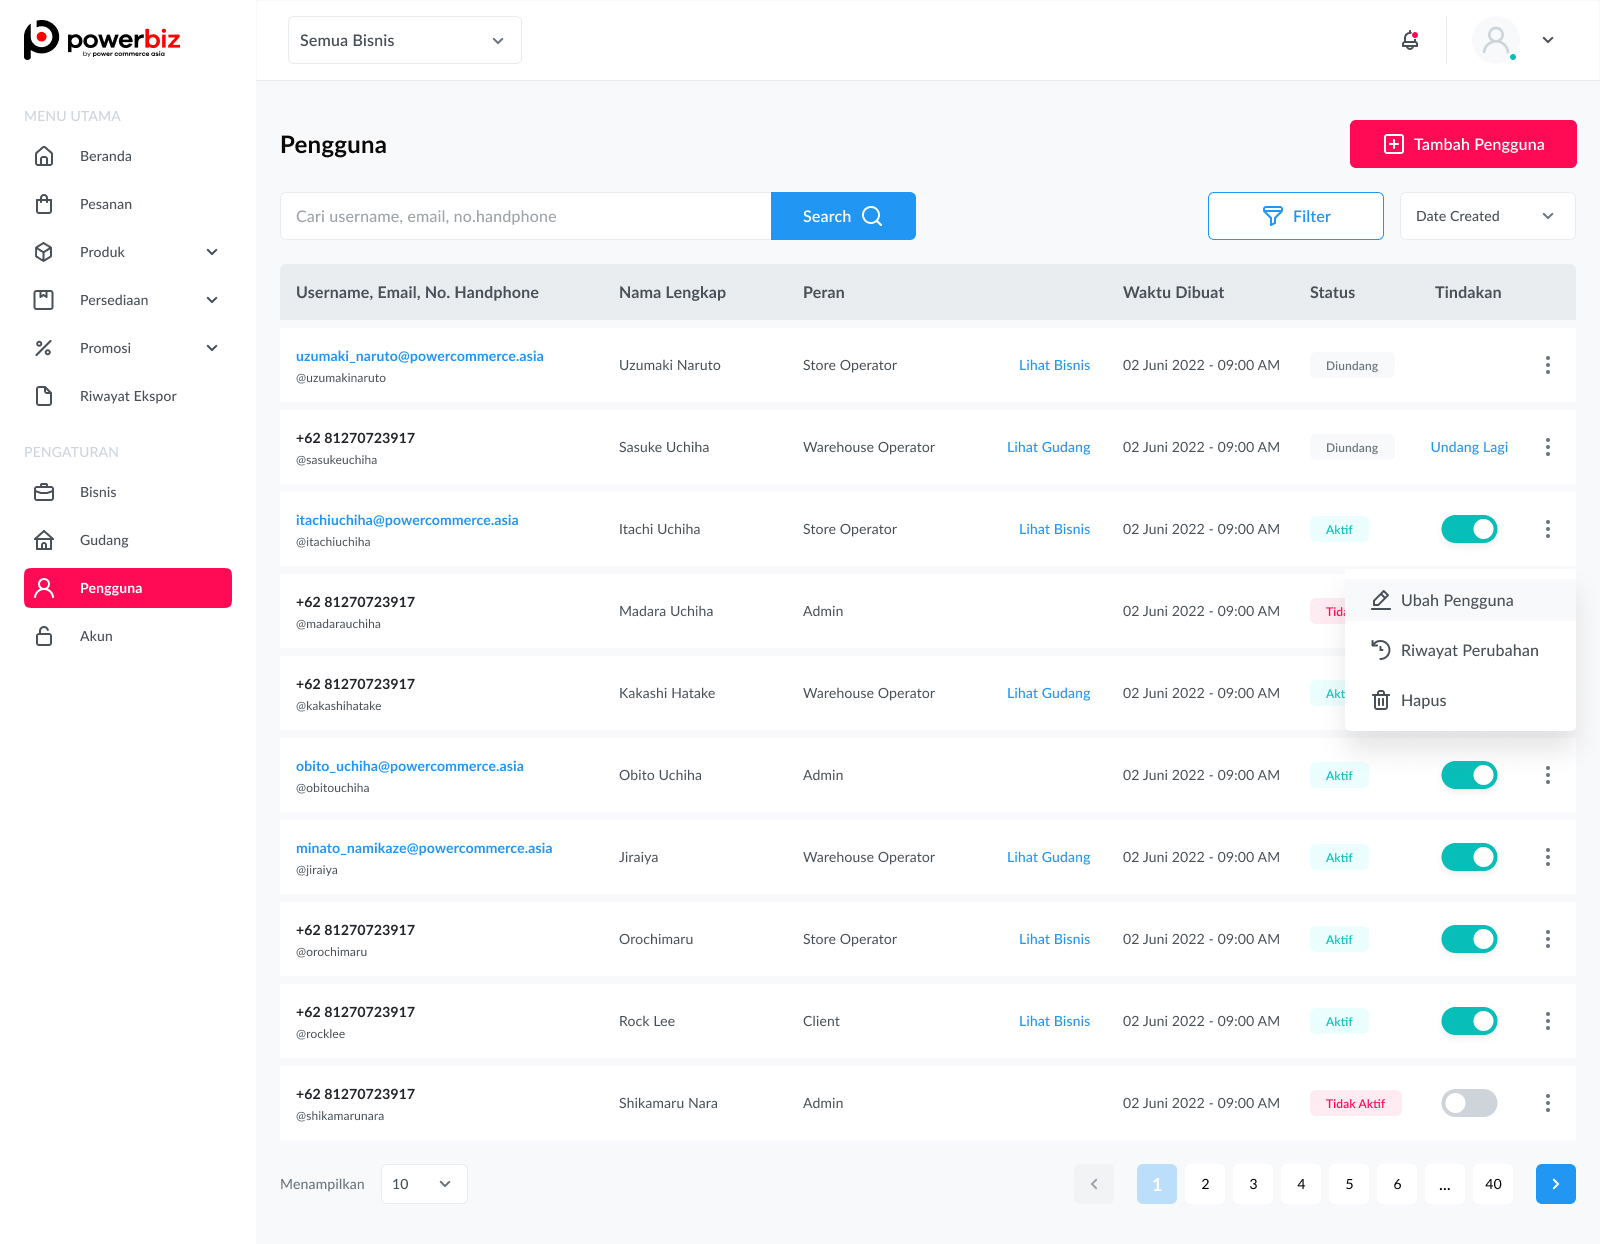 powerbiz
by power commerce asia
Semua Bisnis
MENU UTAMA
Beranda
Pesanan
Produk
Persediaan
Promosi
Riwayat Ekspor
PENGATURAN
Bisnis
Gudang
Pengguna
Akun
Pengguna
Tambah Pengguna
Cari username, email, no.handphone
Search
Filter
Date Created
Username, Email, No. Handphone Nama Lengkap Peran Waktu Dibuat Status Tindakan
uzumaki_naruto@powercommerce.asia
@uzumakinaruto
Uzumaki Naruto Store Operator Lihat Bisnis 02 Juni 2022 - 09:00 AM Diundang
+62 81270723917
@sasukeuchiha
Sasuke Uchiha Warehouse Operator Lihat Gudang 02 Juni 2022 - 09:00 AM Diundang Undang Lagi
itachiuchiha@powercommerce.asia
@itachiuchiha
Itachi Uchiha Store Operator Lihat Bisnis 02 Juni 2022 - 09:00 AM Aktif
+62 81270723917
@madarauchiha
Madara Uchiha Admin 02 Juni 2022 - 09:00 AM
Ubah Pengguna
Riwayat Perubahan
Hapus
+62 81270723917
@kakashihatake
Kakashi Hatake Warehouse Operator Lihat Gudang 02 Juni 2022 - 09:00 AM
obito_uchiha@powercommerce.asia
@obitouchiha
Obito Uchiha Admin 02 Juni 2022 - 09:00 AM Aktif
minato_namikaze@powercommerce.asia
@jiraiya
Jiraiya Warehouse Operator Lihat Gudang 02 Juni 2022 - 09:00 AM Aktif
+62 81270723917
@orochimaru
Orochimaru Store Operator Lihat Bisnis 02 Juni 2022 - 09:00 AM Aktif
+62 81270723917
@rocklee
Rock Lee Client Lihat Bisnis 02 Juni 2022 - 09:00 AM Aktif
+62 81270723917
@shikamarunara
Shikamaru Nara Admin 02 Juni 2022 - 09:00 AM Tidak Aktif
Menampilkan 10
1 2 3 4 5 6 ... 40